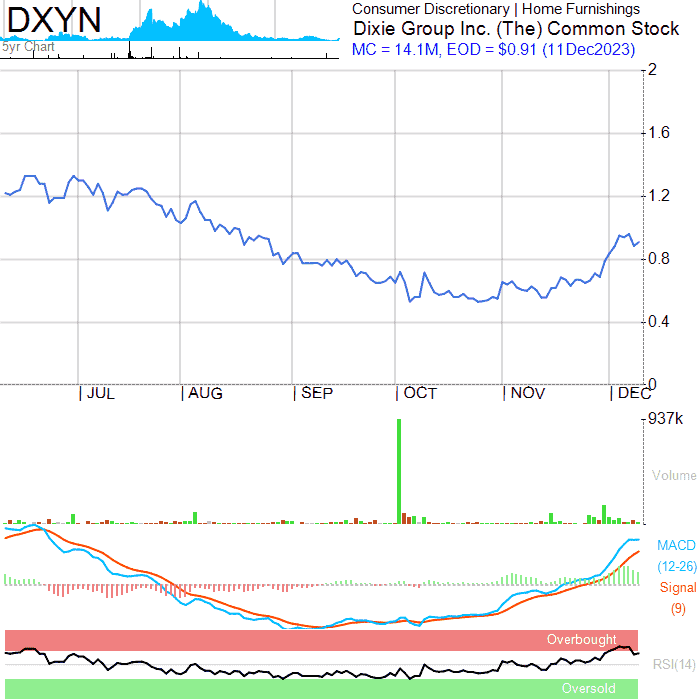 DXYN
5yr Chart
Consumer Discretionary | Home Furnishings
Dixie Group Inc. (The) Common Stock
MC = 14.1M, EOD = $0.91 (11Dec2023)
2
1.6
1.2
0.8
0.4
0
JUL AUG SEP OCT NOV DEC
937k
Volume
MACD
(12-26)
Signal
(9)
Overbought
RSI(14)
Oversold